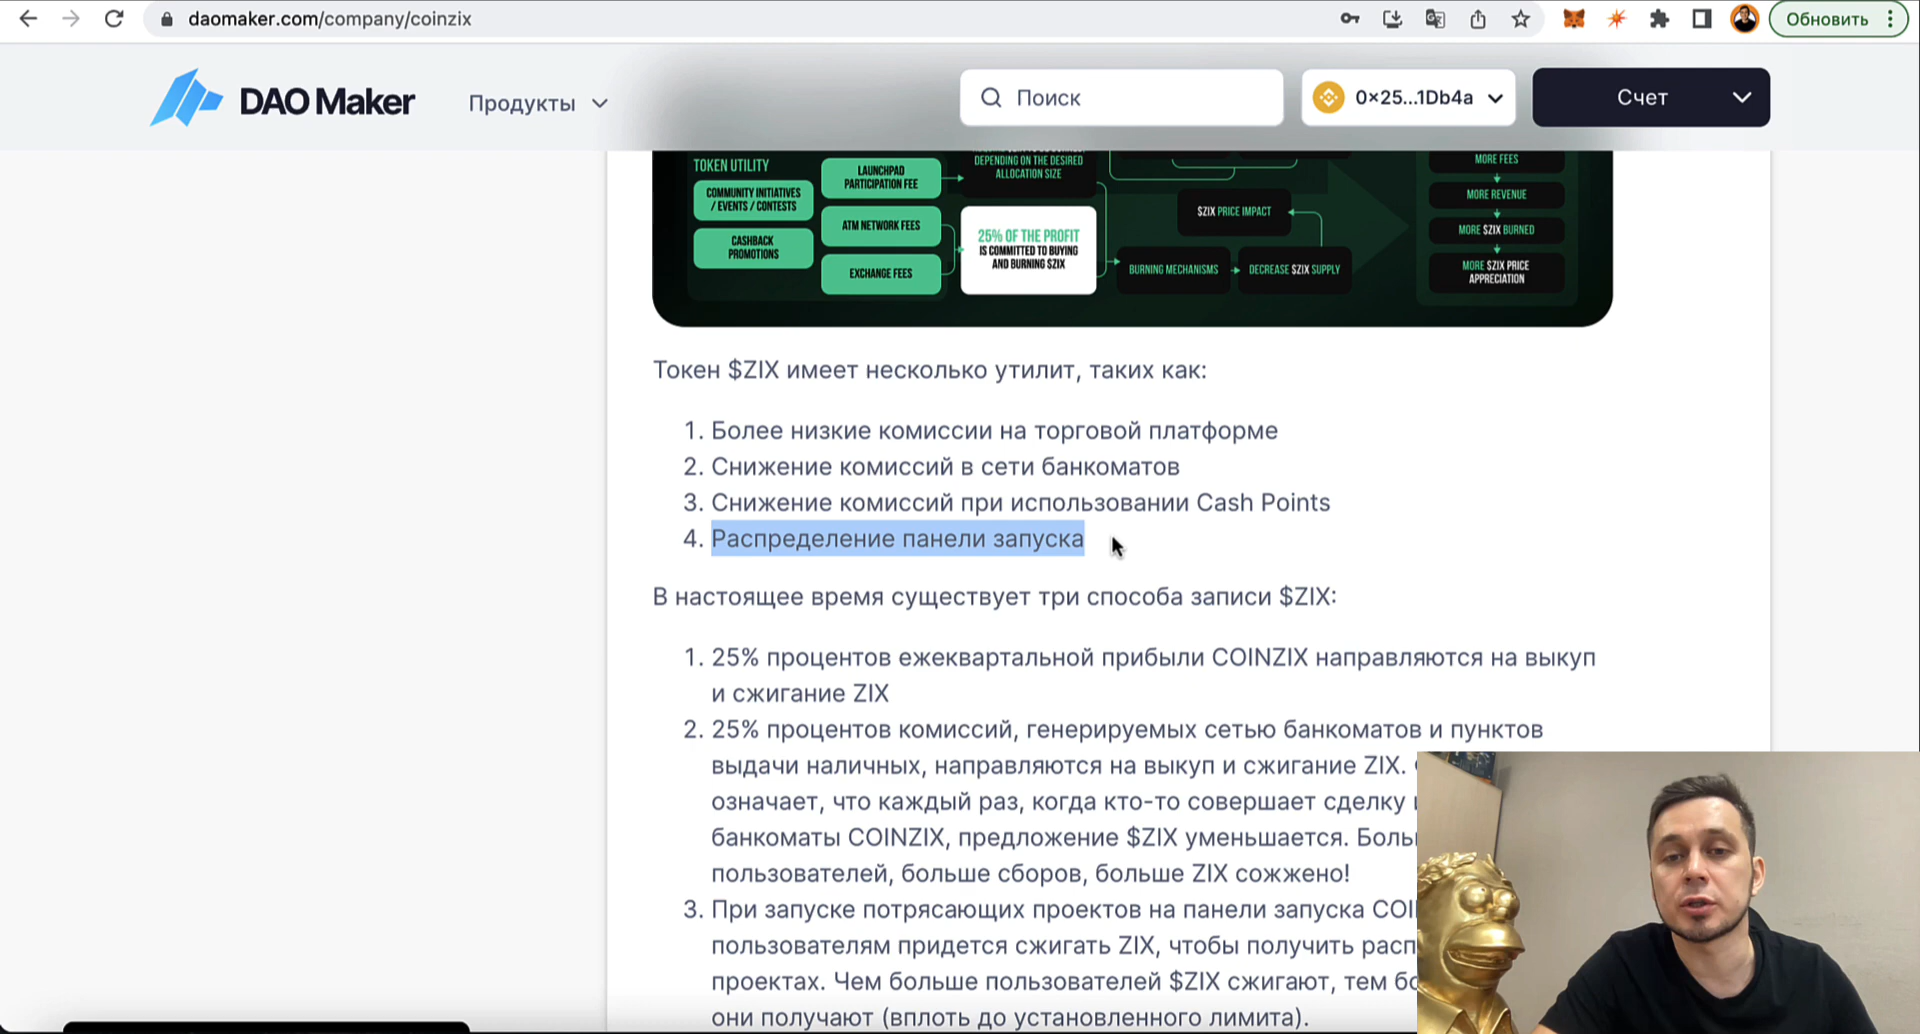 daomaker.com/company/coinzix
Обновить
DAO Maker
Продукты
Поиск
0×25...1Db4a
Счет
TOKEN UTILITY
COMMUNITY INITIATIVES
/ EVENTS / CONTESTS
CASHBACK
PROMOTIONS
LAUNCHPAD
PARTICIPATION FEE
ATM NETWORK FEES
EXCHANGE FEES
DEPENDING ON THE DESIRED
ALLOCATION SIZE
25% OF THE PROFIT
IS COMMITTED TO BUYING
AND BURNING $ZIX
$ZIX PRICE IMPACT
BURNING MECHANISMS
DECREASE $ZIX SUPPLY
MORE FEES
MORE REVENUE
MORE $ZIX BURNED
MORE $ZIX PRICE
APPRECIATION
Токен $ZIX имеет несколько утилит, таких как:
1. Более низкие комиссии на торговой платформе
2. Снижение комиссий в сети банкоматов
3. Снижение комиссий при использовании Cash Points
4. Распределение панели запуска
В настоящее время существует три способа записи $ZIX:
1. 25% процентов ежеквартальной прибыли COINZIX направляются на выкуп
и сжигание ZIX
2. 25% процентов комиссий, генерируемых сетью банкоматов и пунктов
выдачи наличных, направляются на выкуп и сжигание ZIX.
означает, что каждый раз, когда кто-то совершает сделку
банкоматы COINZIX, предложение $ZIX уменьшается. Боль
пользователей, больше сборов, больше ZIX сожжено!
3. При запуске потрясающих проектов на панели запуска COI
пользователям придется сжигать ZIX, чтобы получить расп
проектах. Чем больше пользователей $ZIX сжигают, тем бо
они получают (вплоть до установленного лимита).